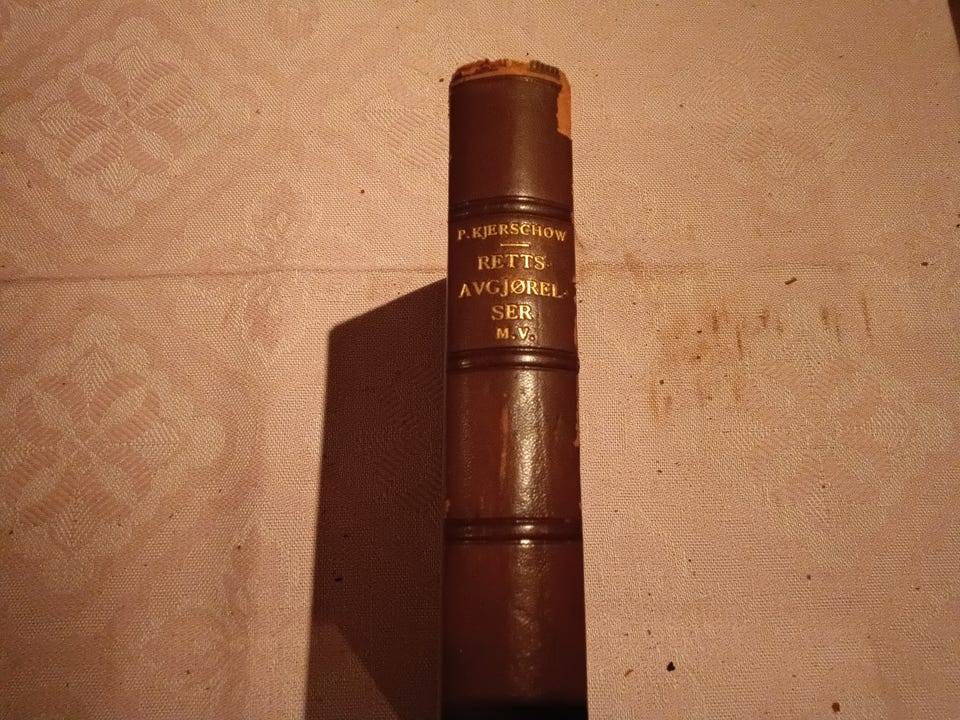 P. KJERSCHOW
RETTS-
AVGJØREL-
SER
M.V.